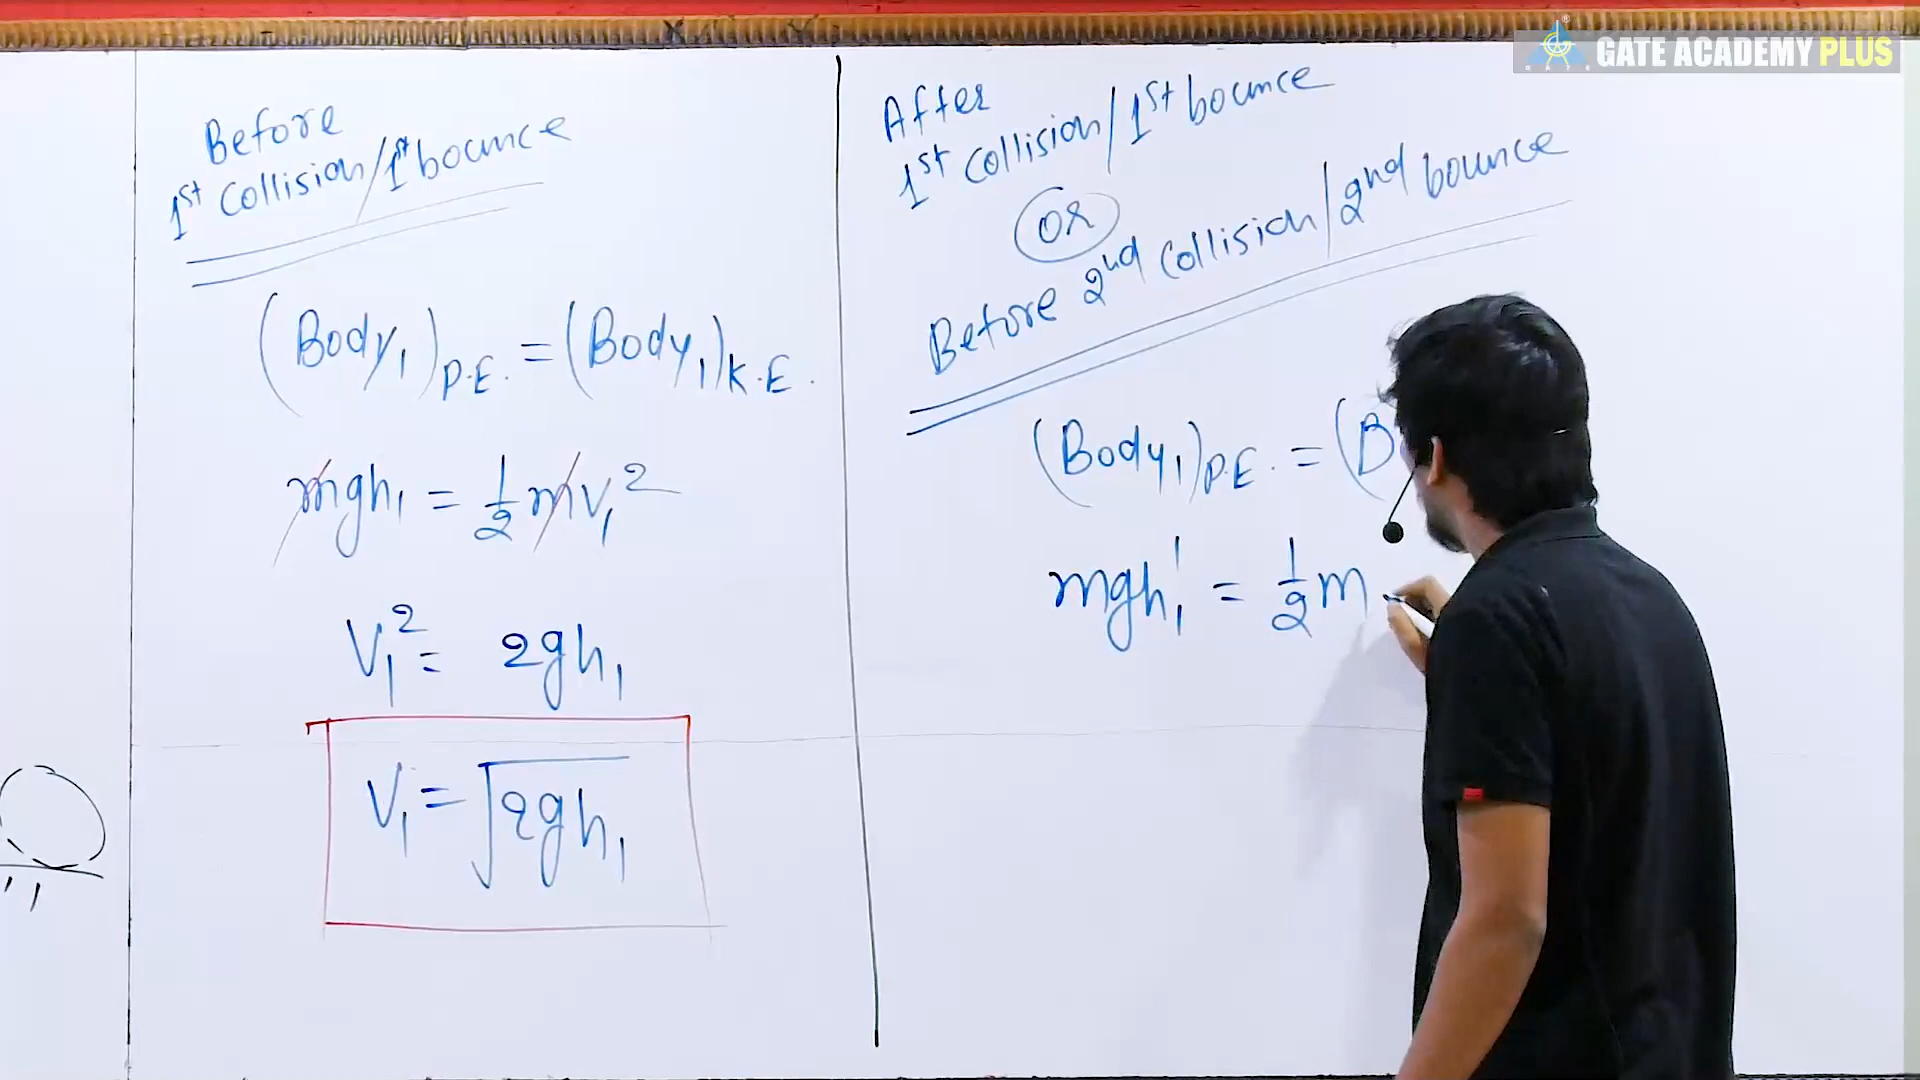 GATE ACADEMY PLUS
Before
1st Collision/1st bounce
(Body₁)P.E. = (Body₁)K.E.
mgh₁ = 1/2 mv₁²
V₁² = 2gh₁
V₁ = √2gh₁
After
1st Collision/1st bounce
OR
Before 2nd Collision/2nd bounce
(Body₁)P.E. = (B
mgh₁' = 1/2 m